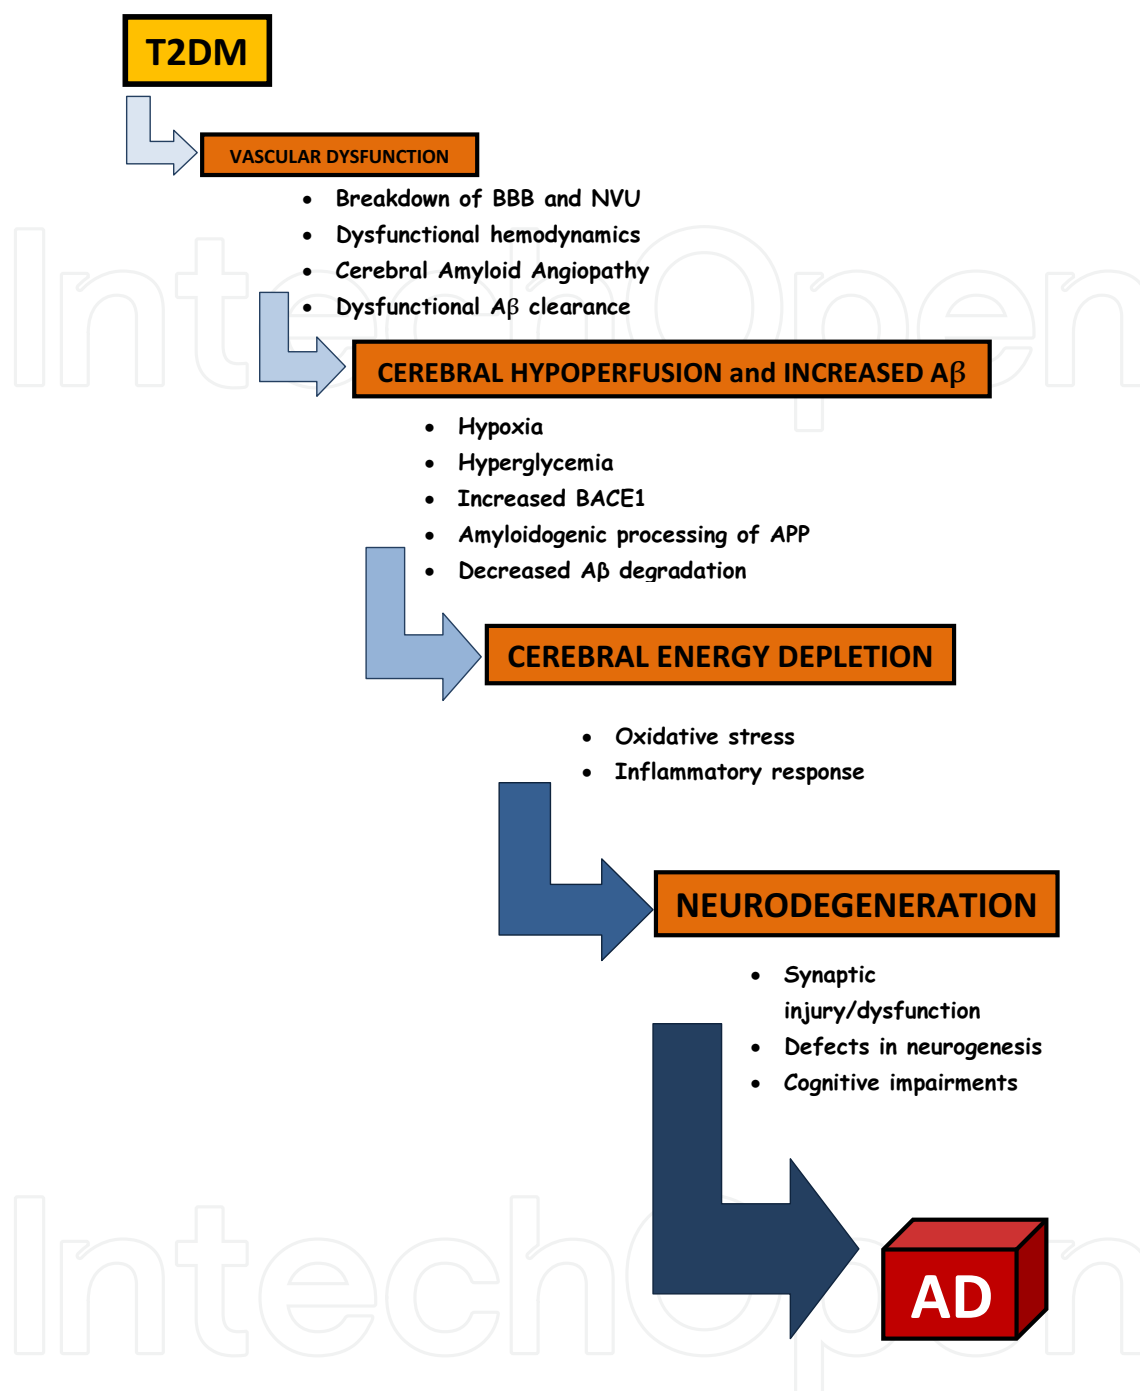 T2DM
VASCULAR DYSFUNCTION
• Breakdown of BBB and NVU
• Dysfunctional hemodynamics
• Cerebral Amyloid Angiopathy
• Dysfunctional Aβ clearance
CEREBRAL HYPOPERFUSION and INCREASED Aβ
• Hypoxia
• Hyperglycemia
• Increased BACE1
• Amyloidogenic processing of APP
• Decreased Aβ degradation
CEREBRAL ENERGY DEPLETION
• Oxidative stress
• Inflammatory response
NEURODEGENERATION
• Synaptic
injury/dysfunction
• Defects in neurogenesis
• Cognitive impairments
AD
IntechOpen
IntechOpen